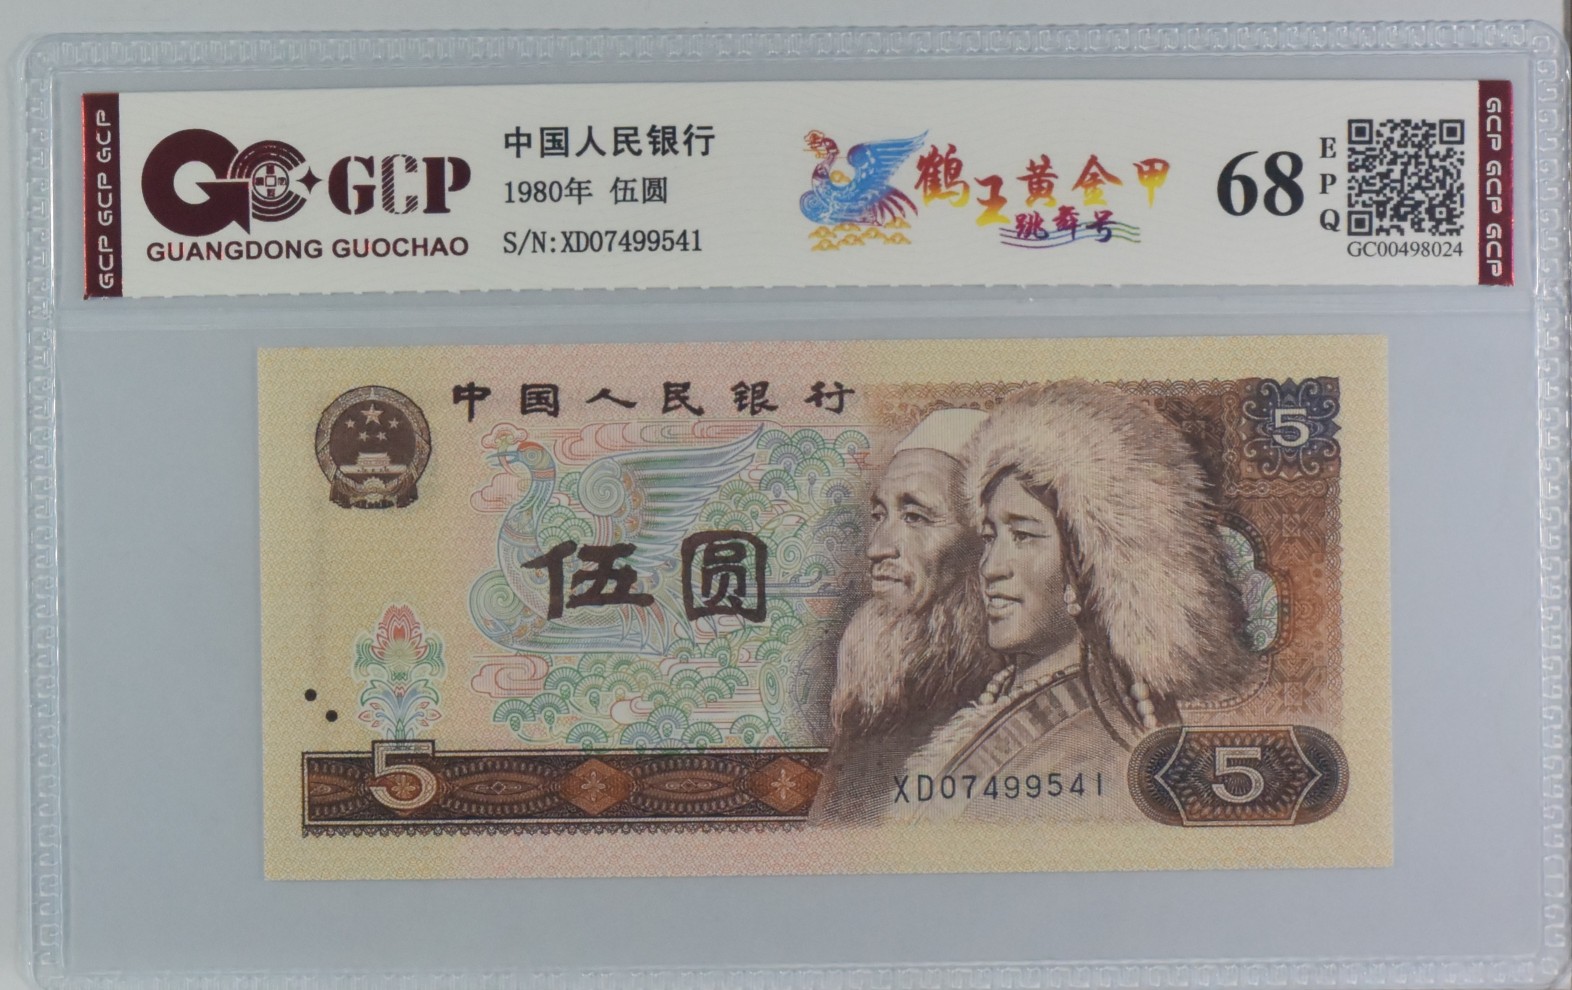 GCP GCP GCP
GCP
GUANGDONG GUOCHAO
中国人民银行
1980年 伍圆
S/N:XD07499541
鹤王黄金甲
跳舞号
68
EPQ
GC00498024
GCP GCP GCP
中国人民银行
5
伍圆
5
XD07499541
5